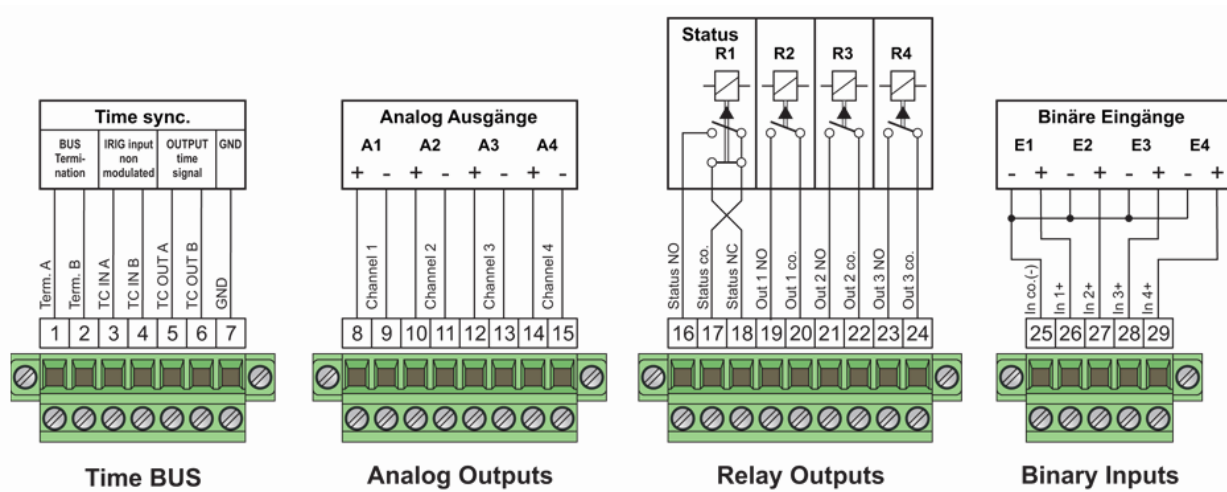 Time sync.
BUS
Termi-
nation
IRIG input
non
modulated
OUTPUT
time
signal
GND
Term. A
Term. B
TC IN A
TC IN B
TC OUT A
TC OUT B
GND
1 2 3 4 5 6 7
Time BUS
Analog Ausgänge
A1 A2 A3 A4
+ - + - + - + -
Channel 1
Channel 2
Channel 3
Channel 4
8 9 10 11 12 13 14 15
Analog Outputs
Status
R1 R2 R3 R4
Status NO
Status co.
Status NC
Out 1 NO
Out 1 co.
Out 2 NO
Out 2 co.
Out 3 NO
Out 3 co.
16 17 18 19 20 21 22 23 24
Relay Outputs
Binäre Eingänge
E1 E2 E3 E4
- + - + - + - +
In co.(-)
In 1+
In 2+
In 3+
In 4+
25 26 27 28 29
Binary Inputs